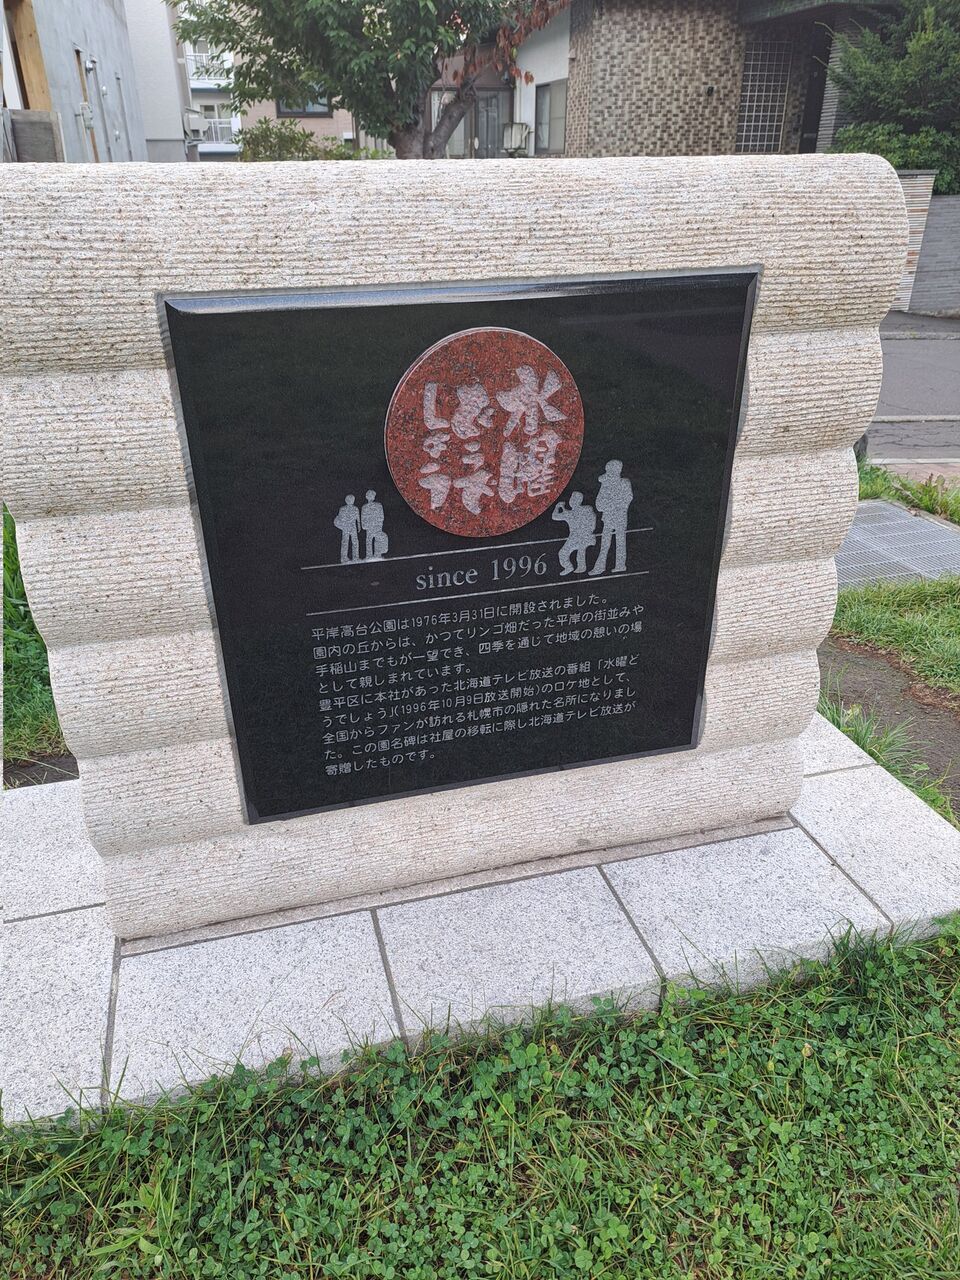 水曜
どうでしょう
since 1996
平岸高台公園は1976年3月31日に開設されました。
園内の丘からは、かつてリンゴ畑だった平岸の街並みや
手稲山までもが一望でき、四季を通じて地域の憩いの場
として親しまれています。
豊平区に本社があった北海道テレビ放送の番組「水曜ど
うでしょう」(1996年10月9日放送開始)のロケ地として、
全国からファンが訪れる札幌市の隠れた名所になりまし
た。この園名碑は社屋の移転に際し北海道テレビ放送が
寄贈したものです。